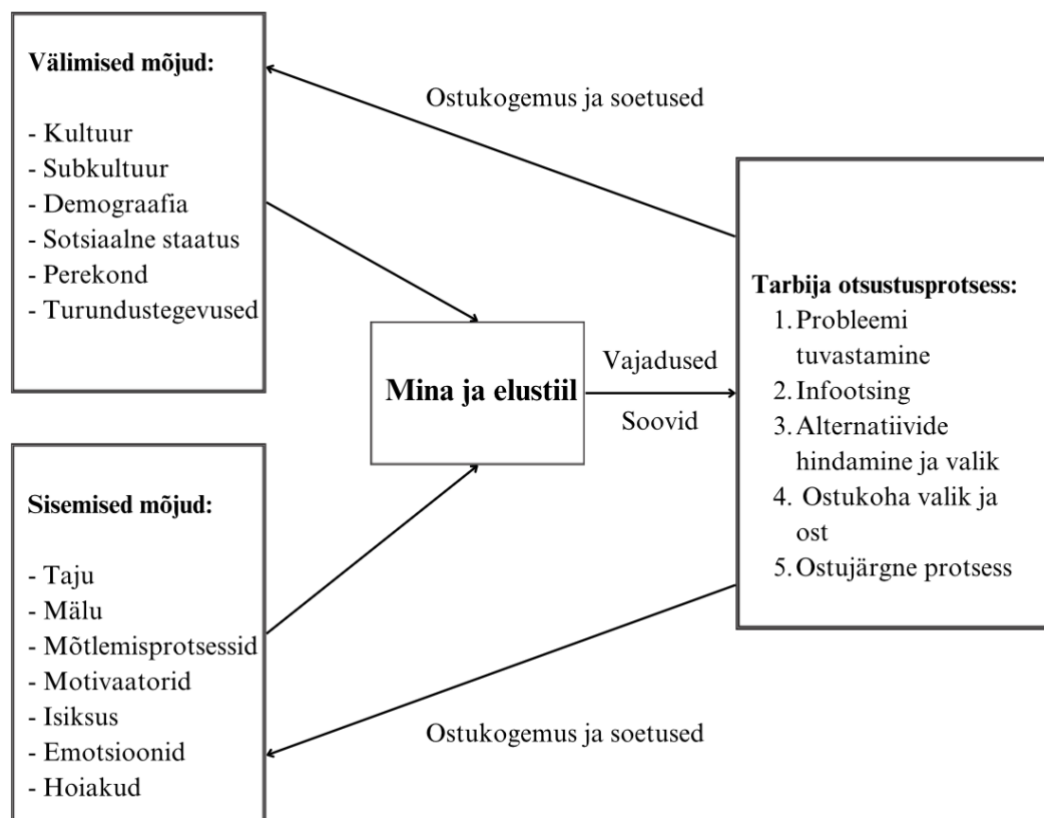 Välimised mõjud:
- Kultuur
- Subkultuur
- Demograafia
- Sotsiaalne staatus
- Perekond
- Turundustegevused
Sisemised mõjud:
- Taju
- Mälu
- Mõtlemisprotsessid
- Motivaatorid
- Isiksus
- Emotsioonid
- Hoiakud
Mina ja elustiil
Ostukogemus ja soetused
Vajadused
Soovid
Ostukogemus ja soetused
Tarbija otsustusprotsess:
1. Probleemi
tuvastamine
2. Infootsing
3. Alternatiivide
hindamine ja valik
4. Ostukoha valik ja
ost
5. Ostujärgne protsess